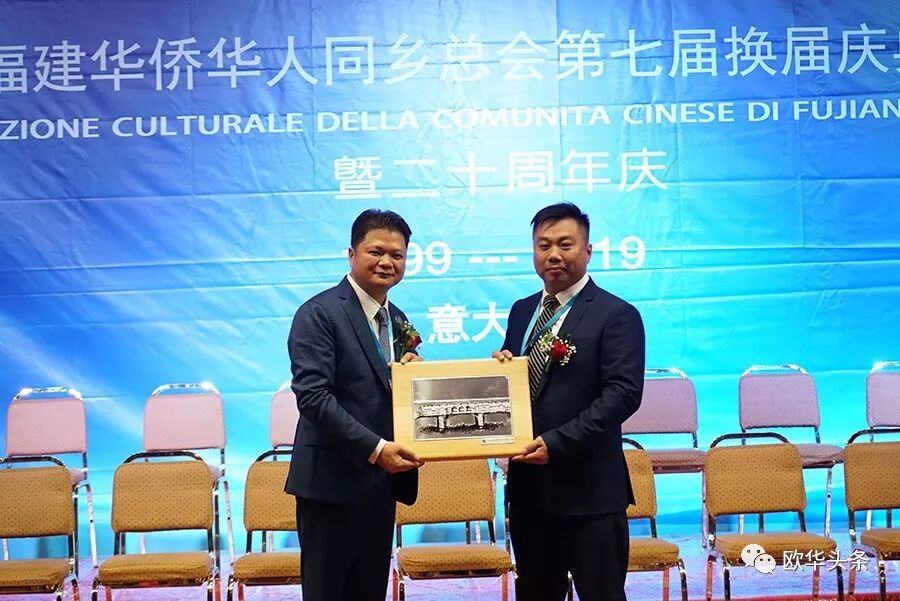 福建华侨华人同乡总会第七届换届庆
ZIONE CULTURALE DELLA COMUNITA CINESE DI FUJIAN
暨二十周年庆
99 --- 19
意大
欧华头条